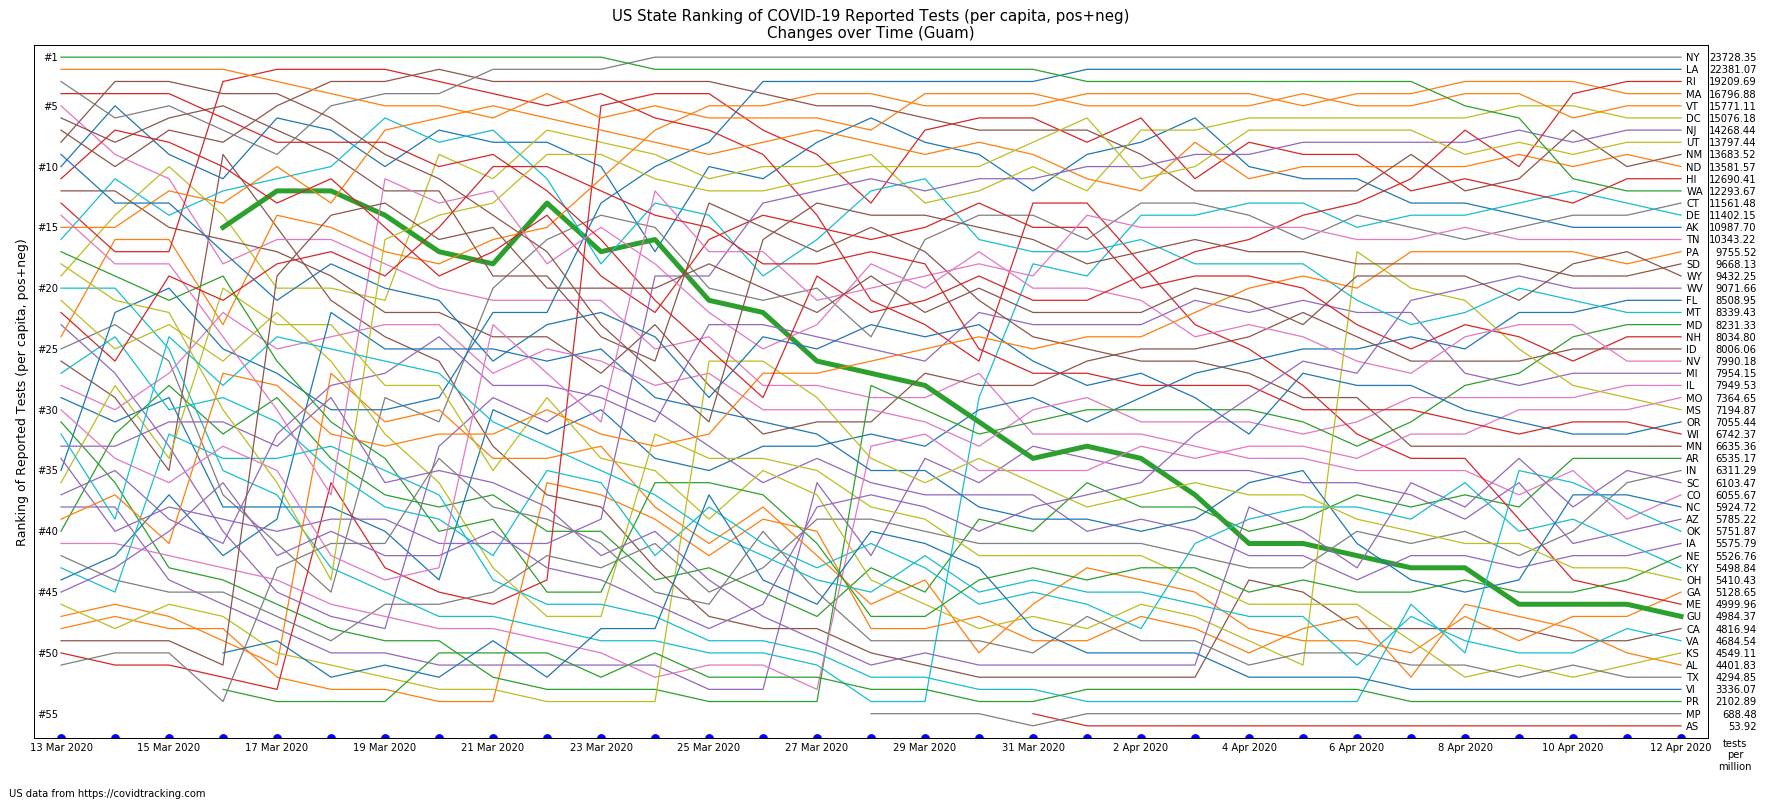 US State Ranking of COVID-19 Reported Tests (per capita, pos+neg)
Changes over Time (Guam)
Ranking of Reported Tests (per capita, pos+neg)
#1
#5
#10
#15
#20
#25
#30
#35
#40
#45
#50
#55
NY 23728.35
LA 22381.07
RI 19209.69
MA 16796.88
VT 15771.11
DC 15076.18
NJ 14268.44
UT 13797.44
NM 13683.52
ND 13581.57
HI 12690.41
WA 12293.67
CT 11561.48
DE 11402.15
AK 10987.70
TN 10343.22
PA 9755.52
SD 9668.13
WY 9432.25
WV 9071.66
FL 8508.95
MT 8339.43
MD 8231.33
NH 8034.80
ID 8006.06
NV 7990.18
MI 7954.15
IL 7949.53
MO 7364.65
MS 7194.87
OR 7055.44
WI 6742.37
MN 6635.36
AR 6535.17
IN 6311.29
SC 6103.47
CO 6055.67
NC 5924.72
AZ 5785.22
OK 5751.87
IA 5575.79
NE 5526.76
KY 5498.84
OH 5410.43
GA 5128.65
ME 4999.96
GU 4984.37
CA 4816.94
VA 4684.54
KS 4549.11
AL 4401.83
TX 4294.85
VI 3336.07
PR 2102.89
MP 688.48
AS 53.92
13 Mar 2020 15 Mar 2020 17 Mar 2020 19 Mar 2020 21 Mar 2020 23 Mar 2020 25 Mar 2020 27 Mar 2020 29 Mar 2020 31 Mar 2020 2 Apr 2020 4 Apr 2020 6 Apr 2020 8 Apr 2020 10 Apr 2020 12 Apr 2020
tests
per
million
US data from https://covidtracking.com